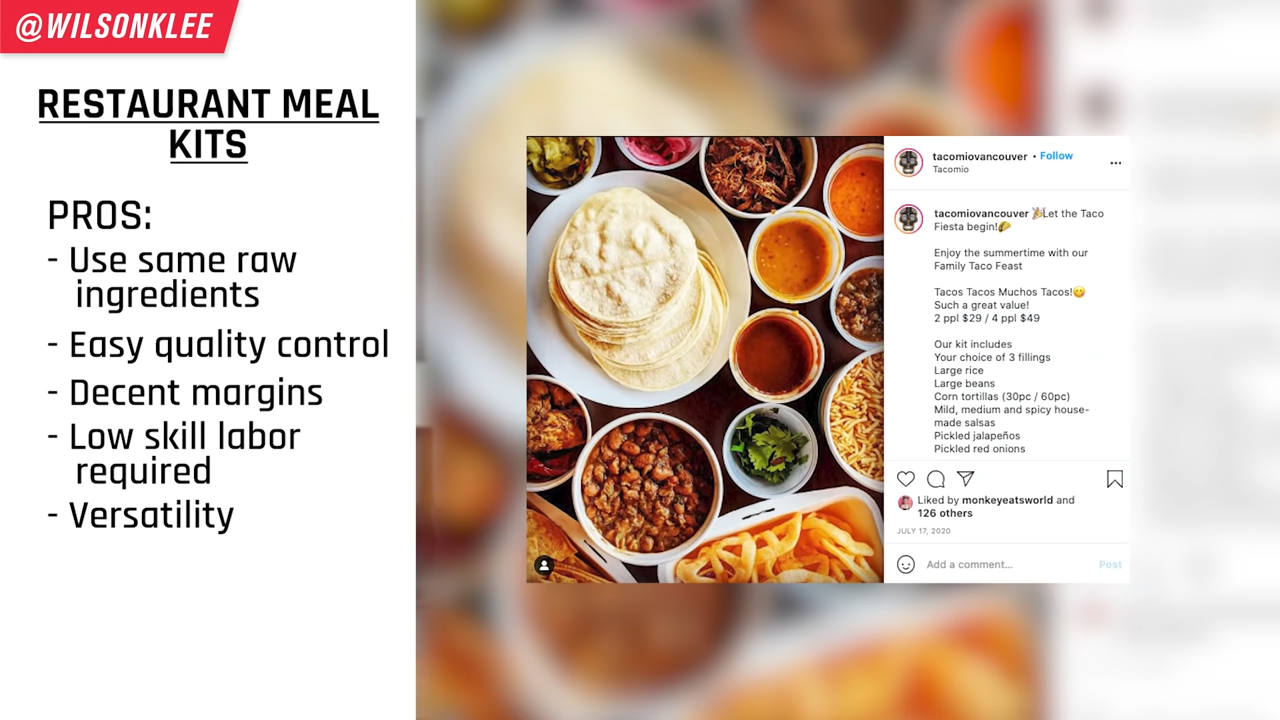 @WILSONKLEE
RESTAURANT MEAL
KITS
PROS:
- Use same raw
ingredients
- Easy quality control
- Decent margins
- Low skill labor
required
- Versatility
tacomiovancouver • Follow
Tacomio
...
tacomiovancouver 🎉Let the Taco
Fiesta begin!🌮
Enjoy the summertime with our
Family Taco Feast
Tacos Tacos Muchos Tacos!😋
Such a great value!
2 ppl $29 / 4 ppl $49
Our kit includes
Your choice of 3 fillings
Large rice
Large beans
Corn tortillas (30pc / 60pc)
Mild, medium and spicy house-
made salsas
Pickled jalapeños
Pickled red onions
Liked by monkeyeatsworld and
126 others
JULY 17, 2020
Add a comment... Post